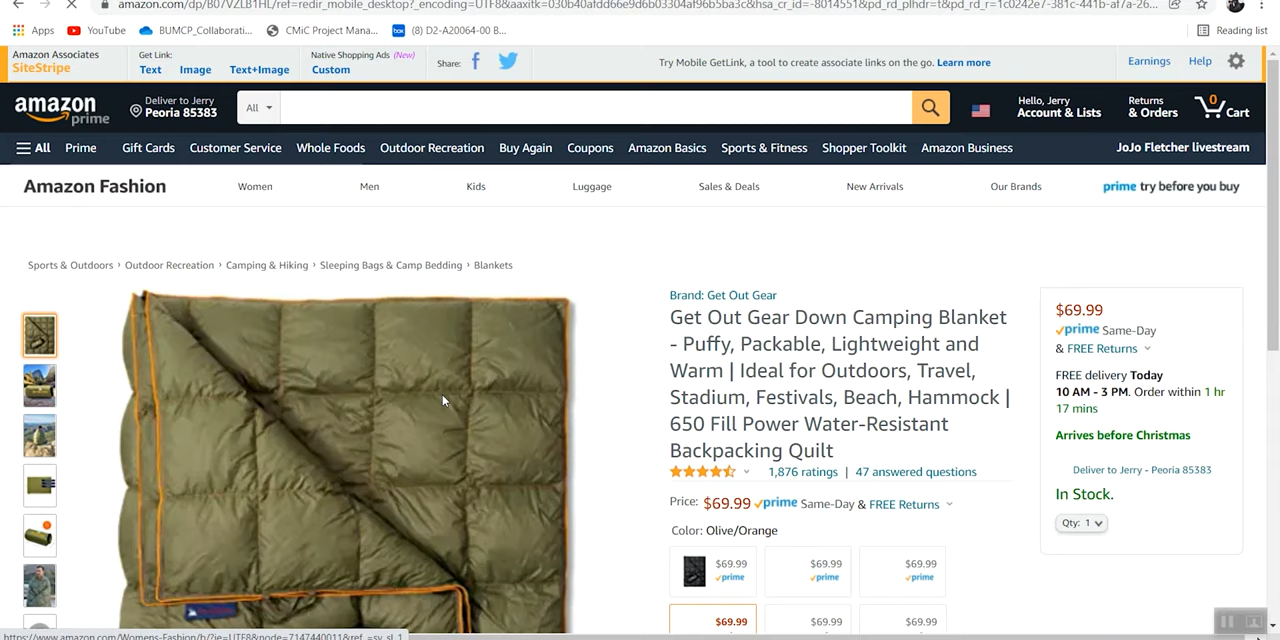 amazon.com/dp/B07VZLB1HL/ref=redir_mobile_desktop?_encoding=UTF8&aaxitk=030b40afdd66e9d6b03304af96b5ba3c&hsa_cr_id=-8014551&pd_rd_plhdr=t&pd_rd_r=1c0242e7-381c-441b-af7a-26...
Apps YouTube BUMCP_Collaborati... CMiC Project Mana... box (8) D2-A20064-00 B... Reading list
Amazon Associates
SiteStripe
Get Link:
Text Image Text+Image
Native Shopping Ads (New)
Custom
Share:
Try Mobile GetLink, a tool to create associate links on the go. Learn more
Earnings Help
amazon prime
Deliver to Jerry
Peoria 85383
All
Hello, Jerry
Account & Lists
Returns
& Orders
0
Cart
All Prime Gift Cards Customer Service Whole Foods Outdoor Recreation Buy Again Coupons Amazon Basics Sports & Fitness Shopper Toolkit Amazon Business JoJo Fletcher livestream
Amazon Fashion Women Men Kids Luggage Sales & Deals New Arrivals Our Brands prime try before you buy
Sports & Outdoors › Outdoor Recreation › Camping & Hiking › Sleeping Bags & Camp Bedding › Blankets
Brand: Get Out Gear
Get Out Gear Down Camping Blanket
- Puffy, Packable, Lightweight and
Warm | Ideal for Outdoors, Travel,
Stadium, Festivals, Beach, Hammock |
650 Fill Power Water-Resistant
Backpacking Quilt
1,876 ratings | 47 answered questions
Price: $69.99 prime Same-Day & FREE Returns
Color: Olive/Orange
$69.99 $69.99 $69.99
prime prime prime
$69.99 $69.99 $69.99
$69.99
prime Same-Day
& FREE Returns
FREE delivery Today
10 AM - 3 PM. Order within 1 hr
17 mins
Arrives before Christmas
Deliver to Jerry - Peoria 85383
In Stock.
Qty: 1
https://www.amazon.com/Womens-Fashion/b/?ie=UTF8&node=7147440011&ref_=sv_sl_1